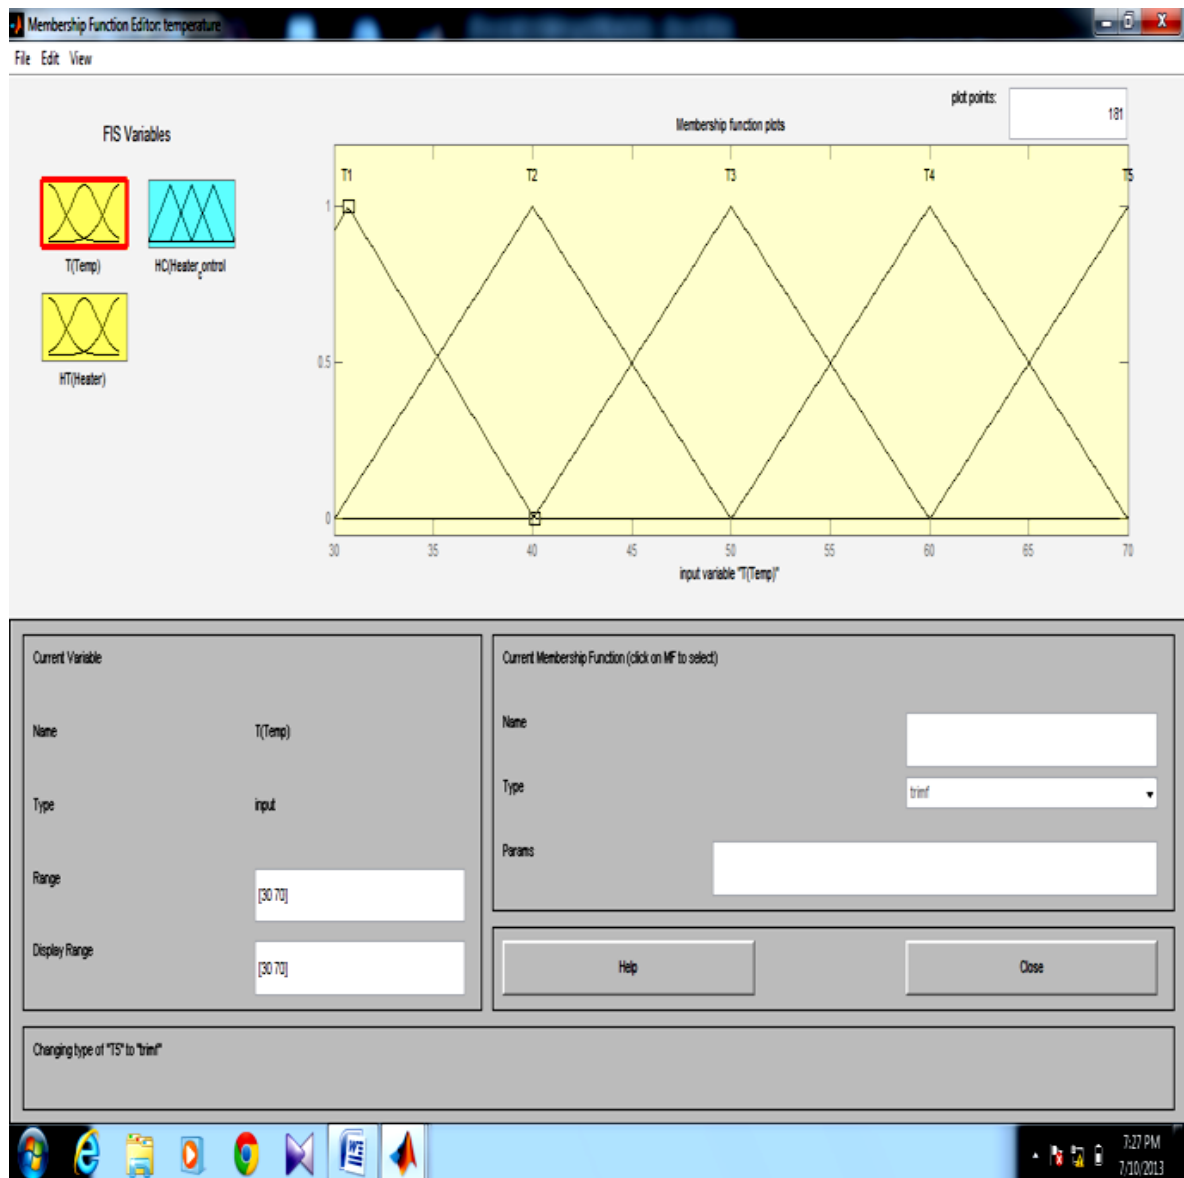 Membership Function Editor: temperature
File Edit View
plot points:
181
FIS Variables
Membership function plots
T(Temp)
HC(Heatercontrol
HT(Heater)
T1 T2 T3 T4 T5
1
0.5
0
30 35 40 45 50 55 60 65 70
input variable "T(Temp)"
Current Variable
Name T(Temp)
Type input
Range [30 70]
Display Range [30 70]
Current Membership Function (click on MF to select)
Name
Type trimf
Params
Help Close
Changing type of "T5" to "trimf"
7:27 PM
7/10/2013